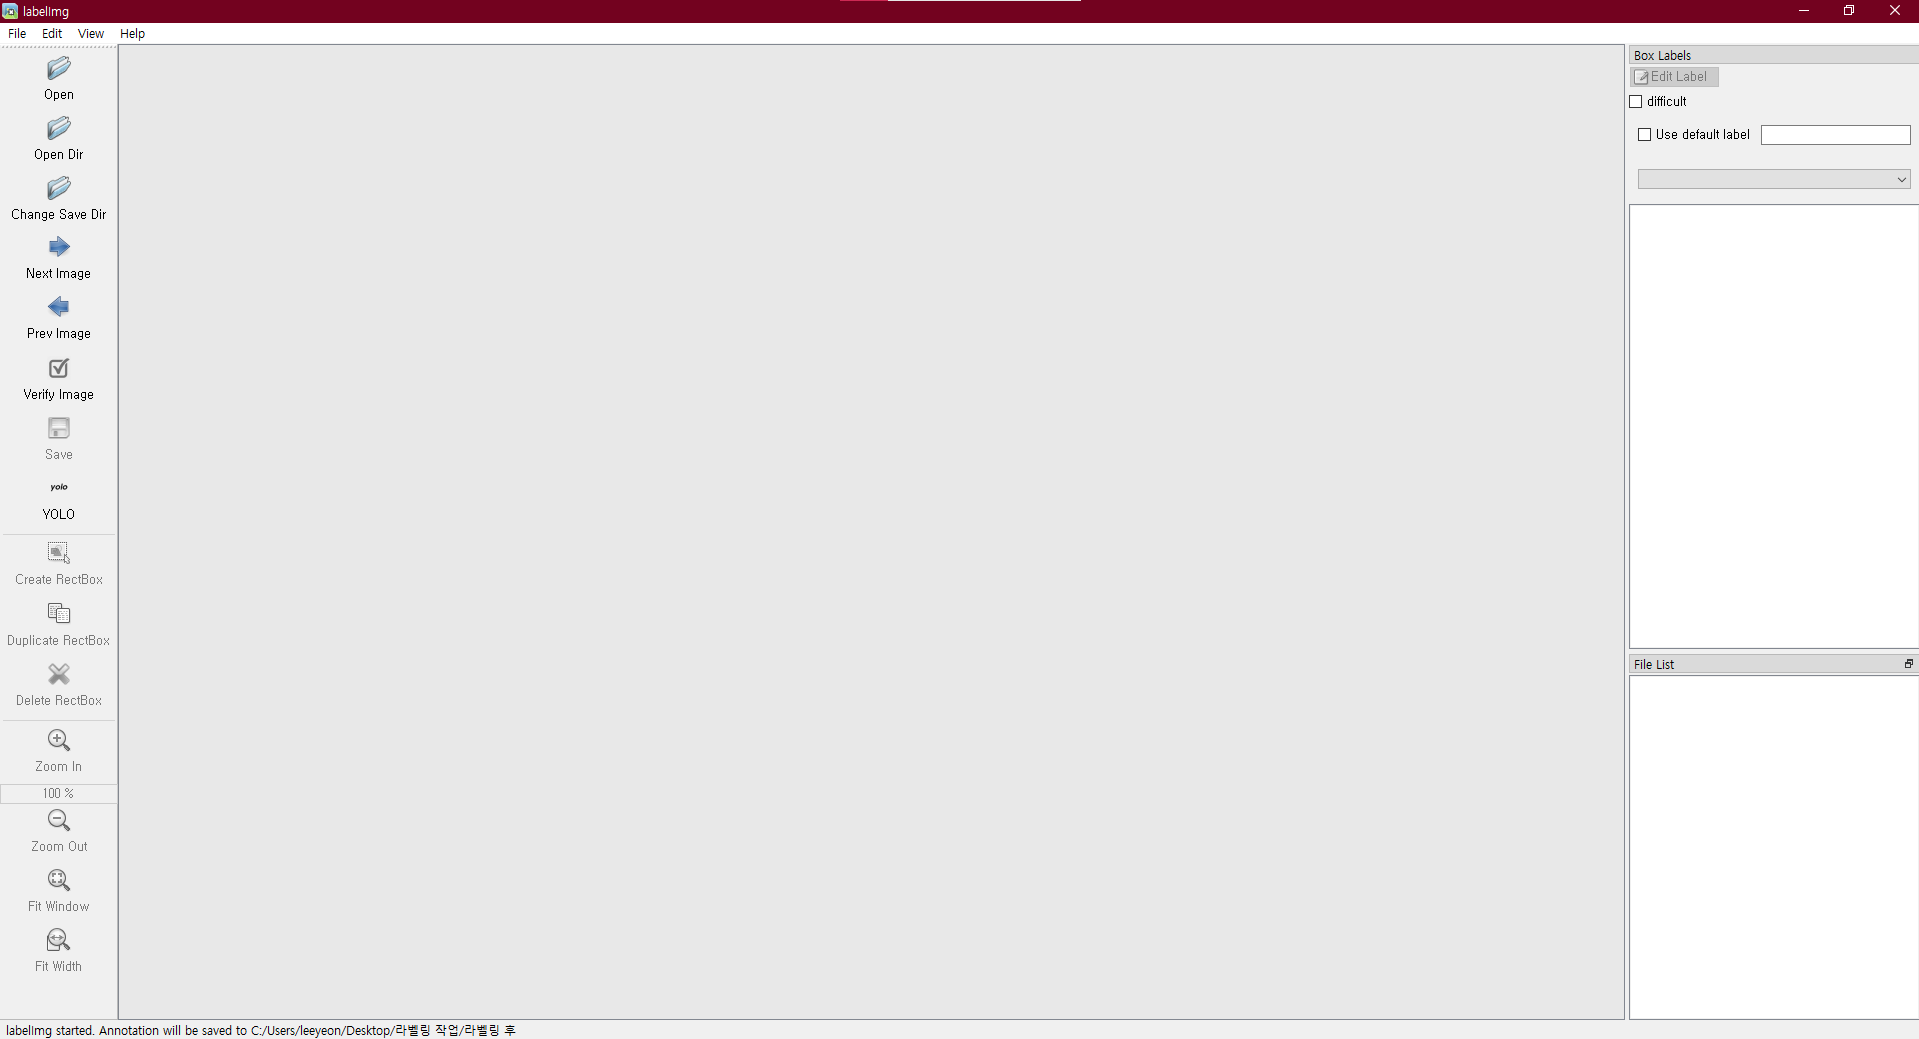 labelImg
File Edit View Help
Open
Open Dir
Change Save Dir
Next Image
Prev Image
Verify Image
Save
yolo
YOLO
Create RectBox
Duplicate RectBox
Delete RectBox
Zoom In
100 %
Zoom Out
Fit Window
Fit Width
Box Labels
Edit Label
difficult
Use default label
File List
labelImg started. Annotation will be saved to C:/Users/leeyeon/Desktop/라벨링 작업/라벨링 후